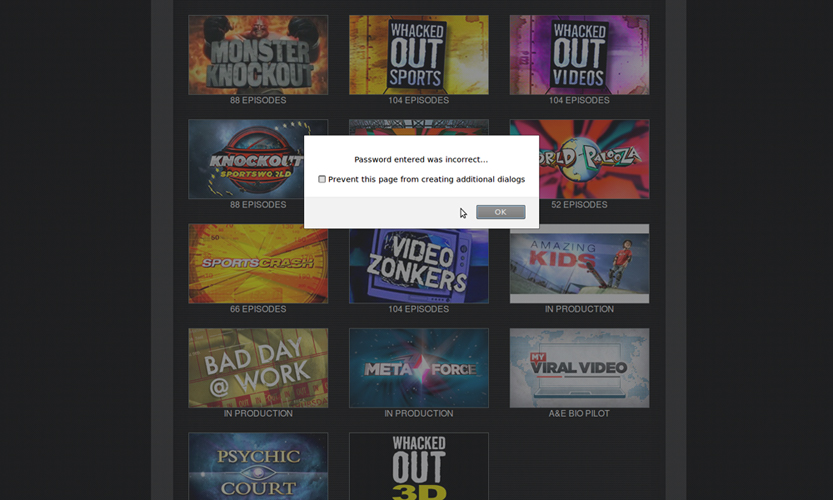 MONSTER
KNOCKOUT
88 EPISODES
WHACKED
OUT
SPORTS
104 EPISODES
WHACKED
OUT
VIDEOS
104 EPISODES
KNOCKOUT
SPORTSWORLD
88 EPISODES
52 EPISODES
Password entered was incorrect...
Prevent this page from creating additional dialogs
OK
50
SPORTSCRASH
66 EPISODES
VIDEO
ZONKERS
104 EPISODES
AMAZING
KIDS
IN PRODUCTION
BAD DAY
@ WORK
IN PRODUCTION
META FORCE
IN PRODUCTION
MY
VIRAL VIDEO
A&E BIO PILOT
PSYCHIC
COURT
WHACKED
OUT
3D